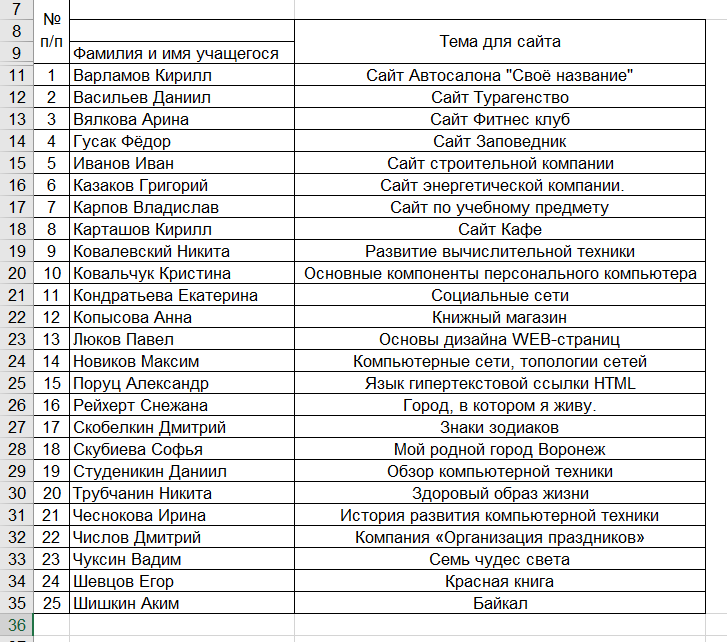 7
№
8
п/п
Тема для сайта
9 Фамилия и имя учащегося
11 1 Варламов Кирилл Сайт Автосалона "Своё название"
12 2 Васильев Даниил Сайт Турагенство
13 3 Вялкова Арина Сайт Фитнес клуб
14 4 Гусак Фёдор Сайт Заповедник
15 5 Иванов Иван Сайт строительной компании
16 6 Казаков Григорий Сайт энергетической компании.
17 7 Карпов Владислав Сайт по учебному предмету
18 8 Карташов Кирилл Сайт Кафе
19 9 Ковалевский Никита Развитие вычислительной техники
20 10 Ковальчук Кристина Основные компоненты персонального компьютера
21 11 Кондратьева Екатерина Социальные сети
22 12 Копысова Анна Книжный магазин
23 13 Люков Павел Основы дизайна WEB-страниц
24 14 Новиков Максим Компьютерные сети, топологии сетей
25 15 Поруц Александр Язык гипертекстовой ссылки HTML
26 16 Рейхерт Снежана Город, в котором я живу.
27 17 Скобелкин Дмитрий Знаки зодиаков
28 18 Скубиева Софья Мой родной город Воронеж
29 19 Студеникин Даниил Обзор компьютерной техники
30 20 Трубчанин Никита Здоровый образ жизни
31 21 Чеснокова Ирина История развития компьютерной техники
32 22 Числов Дмитрий Компания «Организация праздников»
33 23 Чуксин Вадим Семь чудес света
34 24 Шевцов Егор Красная книга
35 25 Шишкин Аким Байкал
36